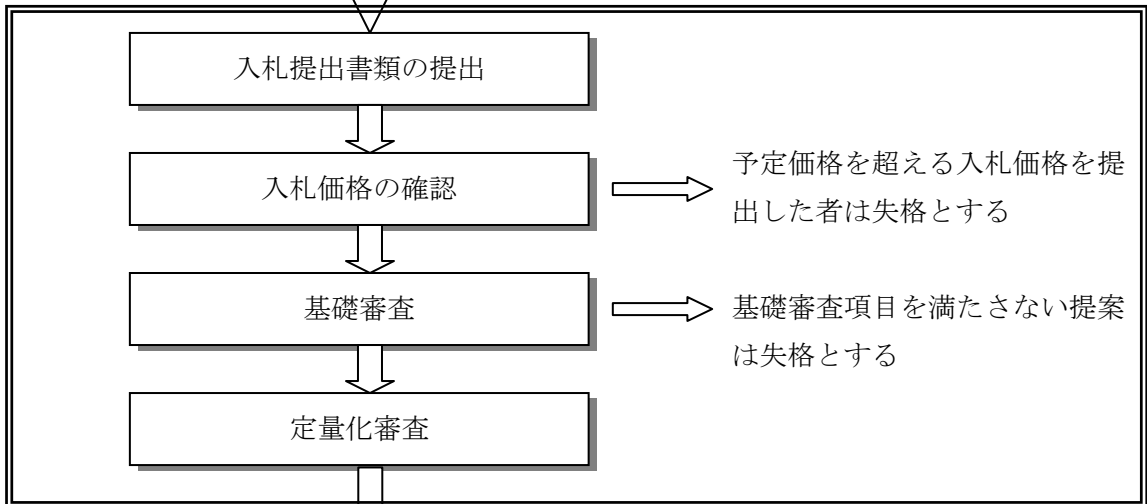 入札提出書類の提出
入札価格の確認
予定価格を超える入札価格を提
出した者は失格とする
基礎審査
基礎審査項目を満たさない提案
は失格とする
定量化審査